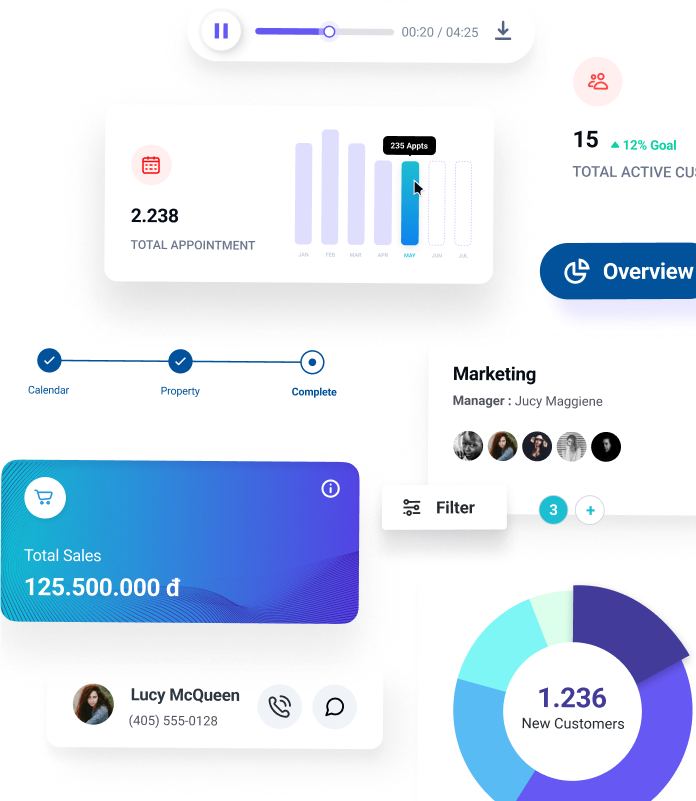 00:20 / 04:25
15
12% Goal
TOTAL ACTIVE CUS
235 Appts
2.238
TOTAL APPOINTMENT
JAN FEB MAR APR MAY JUN JUL
Overview
Calendar
Property
Complete
Marketing
Manager : Jucy Maggiene
Filter
3
+
Total Sales
125.500.000 đ
Lucy McQueen
(405) 555-0128
1.236
New Customers